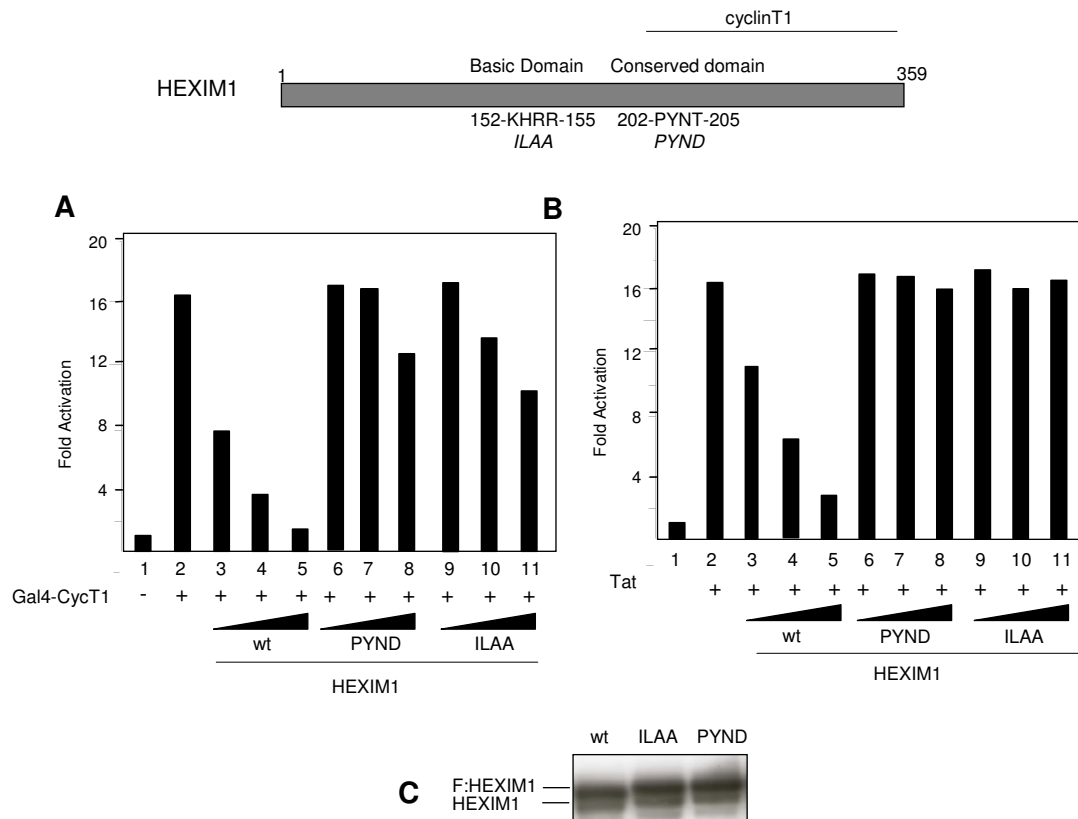 cyclinT1
Basic Domain Conserved domain
1 359
HEXIM1
152-KHRR-155 202-PYNT-205
ILAA PYND
A
20
16
12
8
4
Fold Activation
1 2 3 4 5 6 7 8 9 10 11
Gal4-CycT1 - + + + + + + + + + +
wt PYND ILAA
HEXIM1
B
20
16
12
8
4
Fold Activation
1 2 3 4 5 6 7 8 9 10 11
Tat + + + + + + + + + +
wt PYND ILAA
HEXIM1
wt ILAA PYND
C
F:HEXIM1
HEXIM1